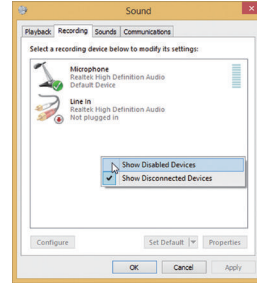 Sound
Playback Recording Sounds Communications
Select a recording device below to modify its settings:
Microphone
Realtek High Definition Audio
Default Device
Line In
Realtek High Definition Audio
Not plugged in
Show Disabled Devices
Show Disconnected Devices
Configure Set Default Properties
OK Cancel Apply